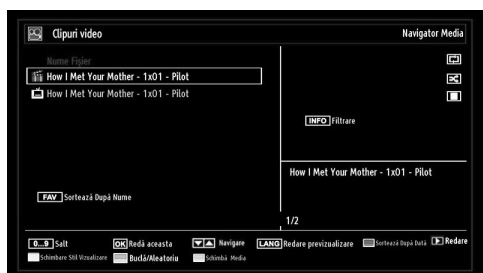 Clipuri video
Navigator Media
Nume Fişier
How I Met Your Mother - 1x01 - Pilot
How I Met Your Mother - 1x01 - Pilot
INFO Filtrare
How I Met Your Mother - 1x01 - Pilot
FAV Sortează După Nume
1/2
0...9 Salt OK Redă aceasta Navigare LANG Redare previzualizare Sortează După Dată Redare
Schimbare Stil Vizualizare Buclă/Aleatoriu Schimbă Media